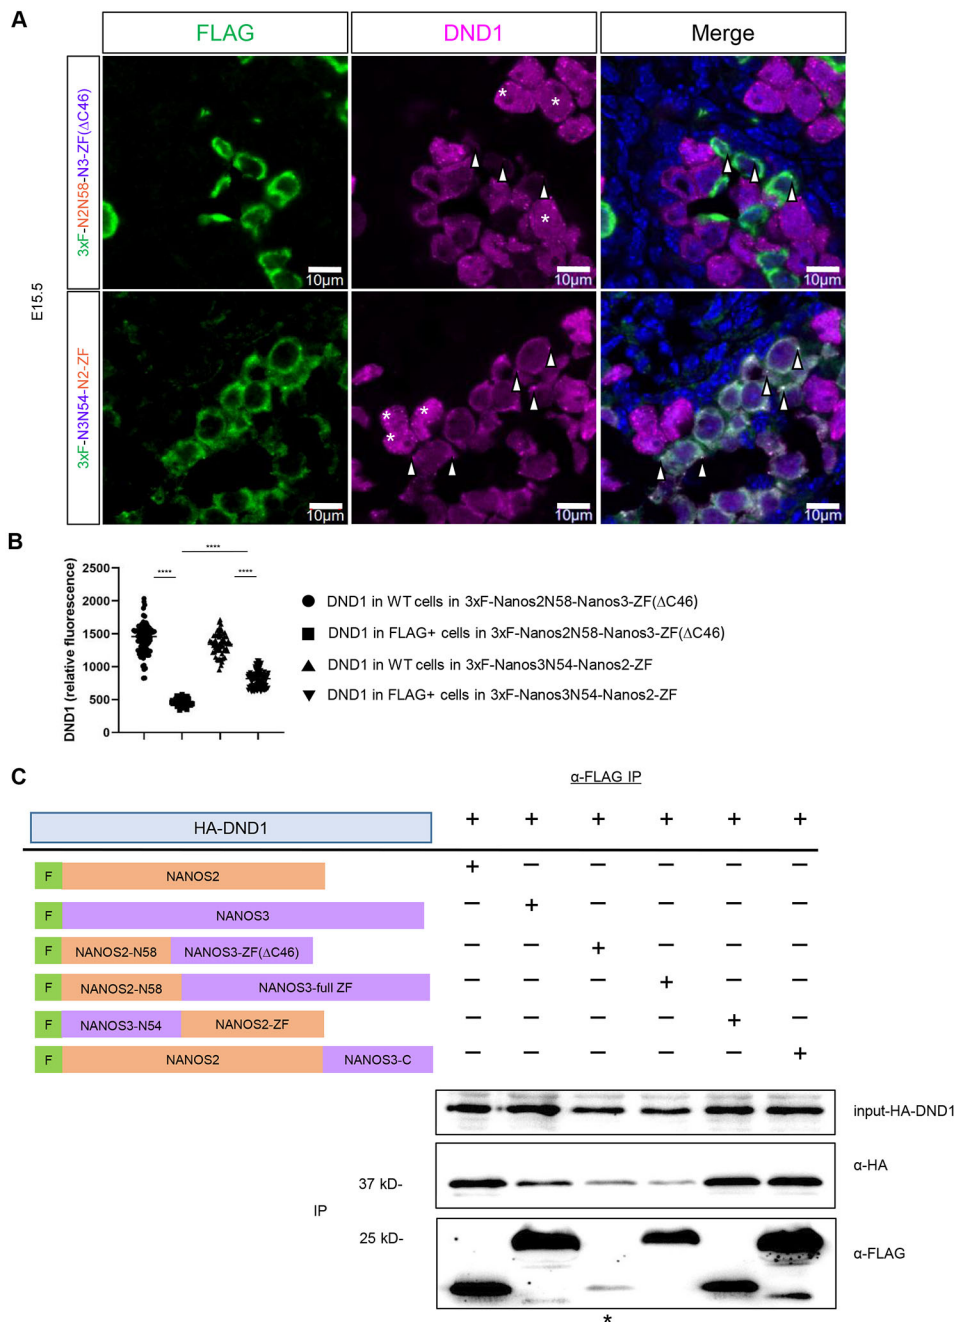 A
FLAG
DND1
Merge
E15.5
3xF-N2N58-N3-ZF(ΔC46)
* *
*
10µm
10µm
10µm
3xF-N3N54-N2-ZF
* *
*
10µm
10µm
10µm
B
DND1 (relative fluorescence)
2500
2000
1500
1000
500
0
****
**** ****
DND1 in WT cells in 3xF-Nanos2N58-Nanos3-ZF(ΔC46)
DND1 in FLAG+ cells in 3xF-Nanos2N58-Nanos3-ZF(ΔC46)
DND1 in WT cells in 3xF-Nanos3N54-Nanos2-ZF
DND1 in FLAG+ cells in 3xF-Nanos3N54-Nanos2-ZF
C
α-FLAG IP
HA-DND1 + + + + + +
F NANOS2 + − − − − −
F NANOS3 − + − − − −
F NANOS2-N58 NANOS3-ZF(ΔC46) − − + − − −
F NANOS2-N58 NANOS3-full ZF − − − + − −
F NANOS3-N54 NANOS2-ZF − − − − + −
F NANOS2 NANOS3-C − − − − − +
input-HA-DND1
IP
37 kD- α-HA
25 kD- α-FLAG
*